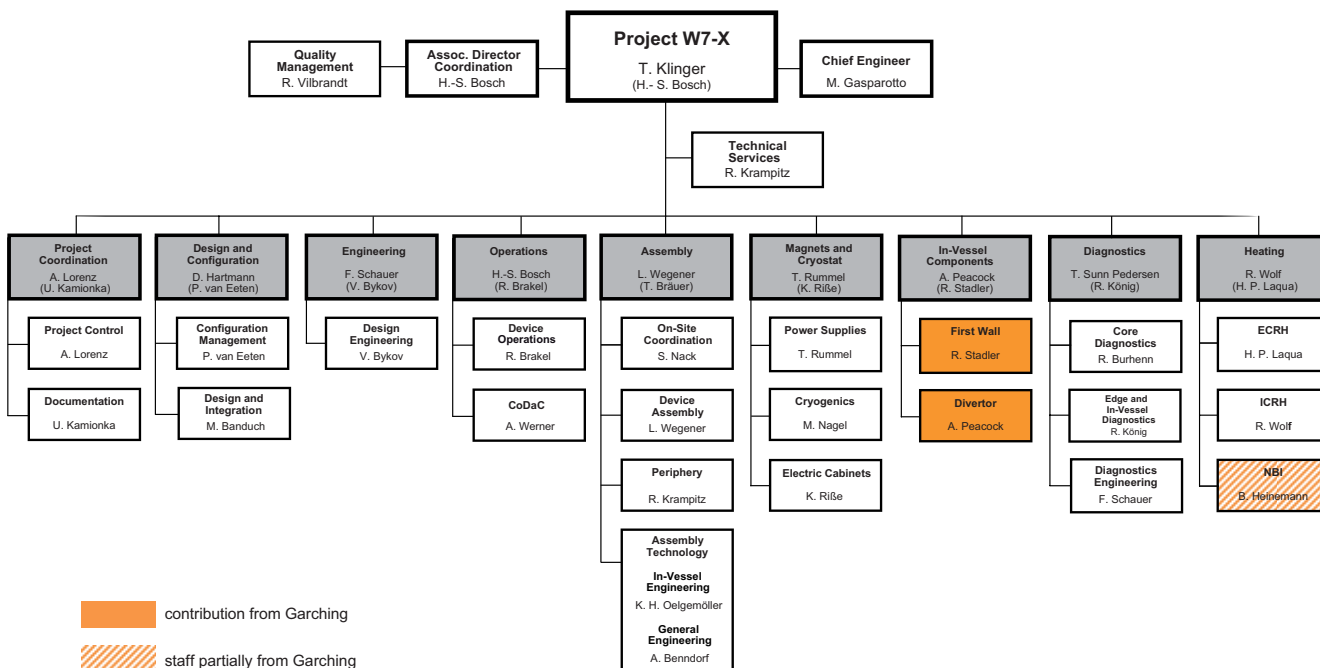 Project W7-X
T. Klinger
(H.- S. Bosch)
Quality
Management
R. Vilbrandt
Assoc. Director
Coordination
H.-S. Bosch
Chief Engineer
M. Gasparotto
Technical
Services
R. Krampitz
Project
Coordination
A. Lorenz
(U. Kamionka)
Design and
Configuration
D. Hartmann
(P. van Eeten)
Engineering
F. Schauer
(V. Bykov)
Operations
H.-S. Bosch
(R. Brakel)
Assembly
L. Wegener
(T. Bräuer)
Magnets and
Cryostat
T. Rummel
(K. Riße)
In-Vessel
Components
A. Peacock
(R. Stadler)
Diagnostics
T. Sunn Pedersen
(R. König)
Heating
R. Wolf
(H. P. Laqua)
Project Control
A. Lorenz
Configuration
Management
P. van Eeten
Design
Engineering
V. Bykov
Device
Operations
R. Brakel
On-Site
Coordination
S. Nack
Power Supplies
T. Rummel
First Wall
R. Stadler
Core
Diagnostics
R. Burhenn
ECRH
H. P. Laqua
Documentation
U. Kamionka
Design and
Integration
M. Banduch
CoDaC
A. Werner
Device
Assembly
L. Wegener
Cryogenics
M. Nagel
Divertor
A. Peacock
Edge and
In-Vessel
Diagnostics
R. König
ICRH
R. Wolf
Periphery
R. Krampitz
Electric Cabinets
K. Riße
Diagnostics
Engineering
F. Schauer
NBI
B. Heinemann
Assembly
Technology
In-Vessel
Engineering
K. H. Oelgemöller
General
Engineering
A. Benndorf
contribution from Garching
staff partially from Garching